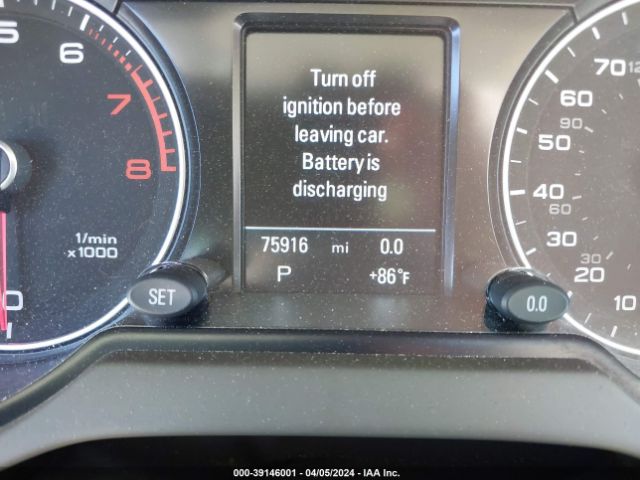 Turn off
ignition before
leaving car.
Battery is
discharging
75916 mi 0.0
P +86°F
5 6 7 8
1/min
x1000
0
SET
0.0
70 60 50 40 30 20 10
90 60 30
000-39146001 - 04/05/2024 - IAA Inc.